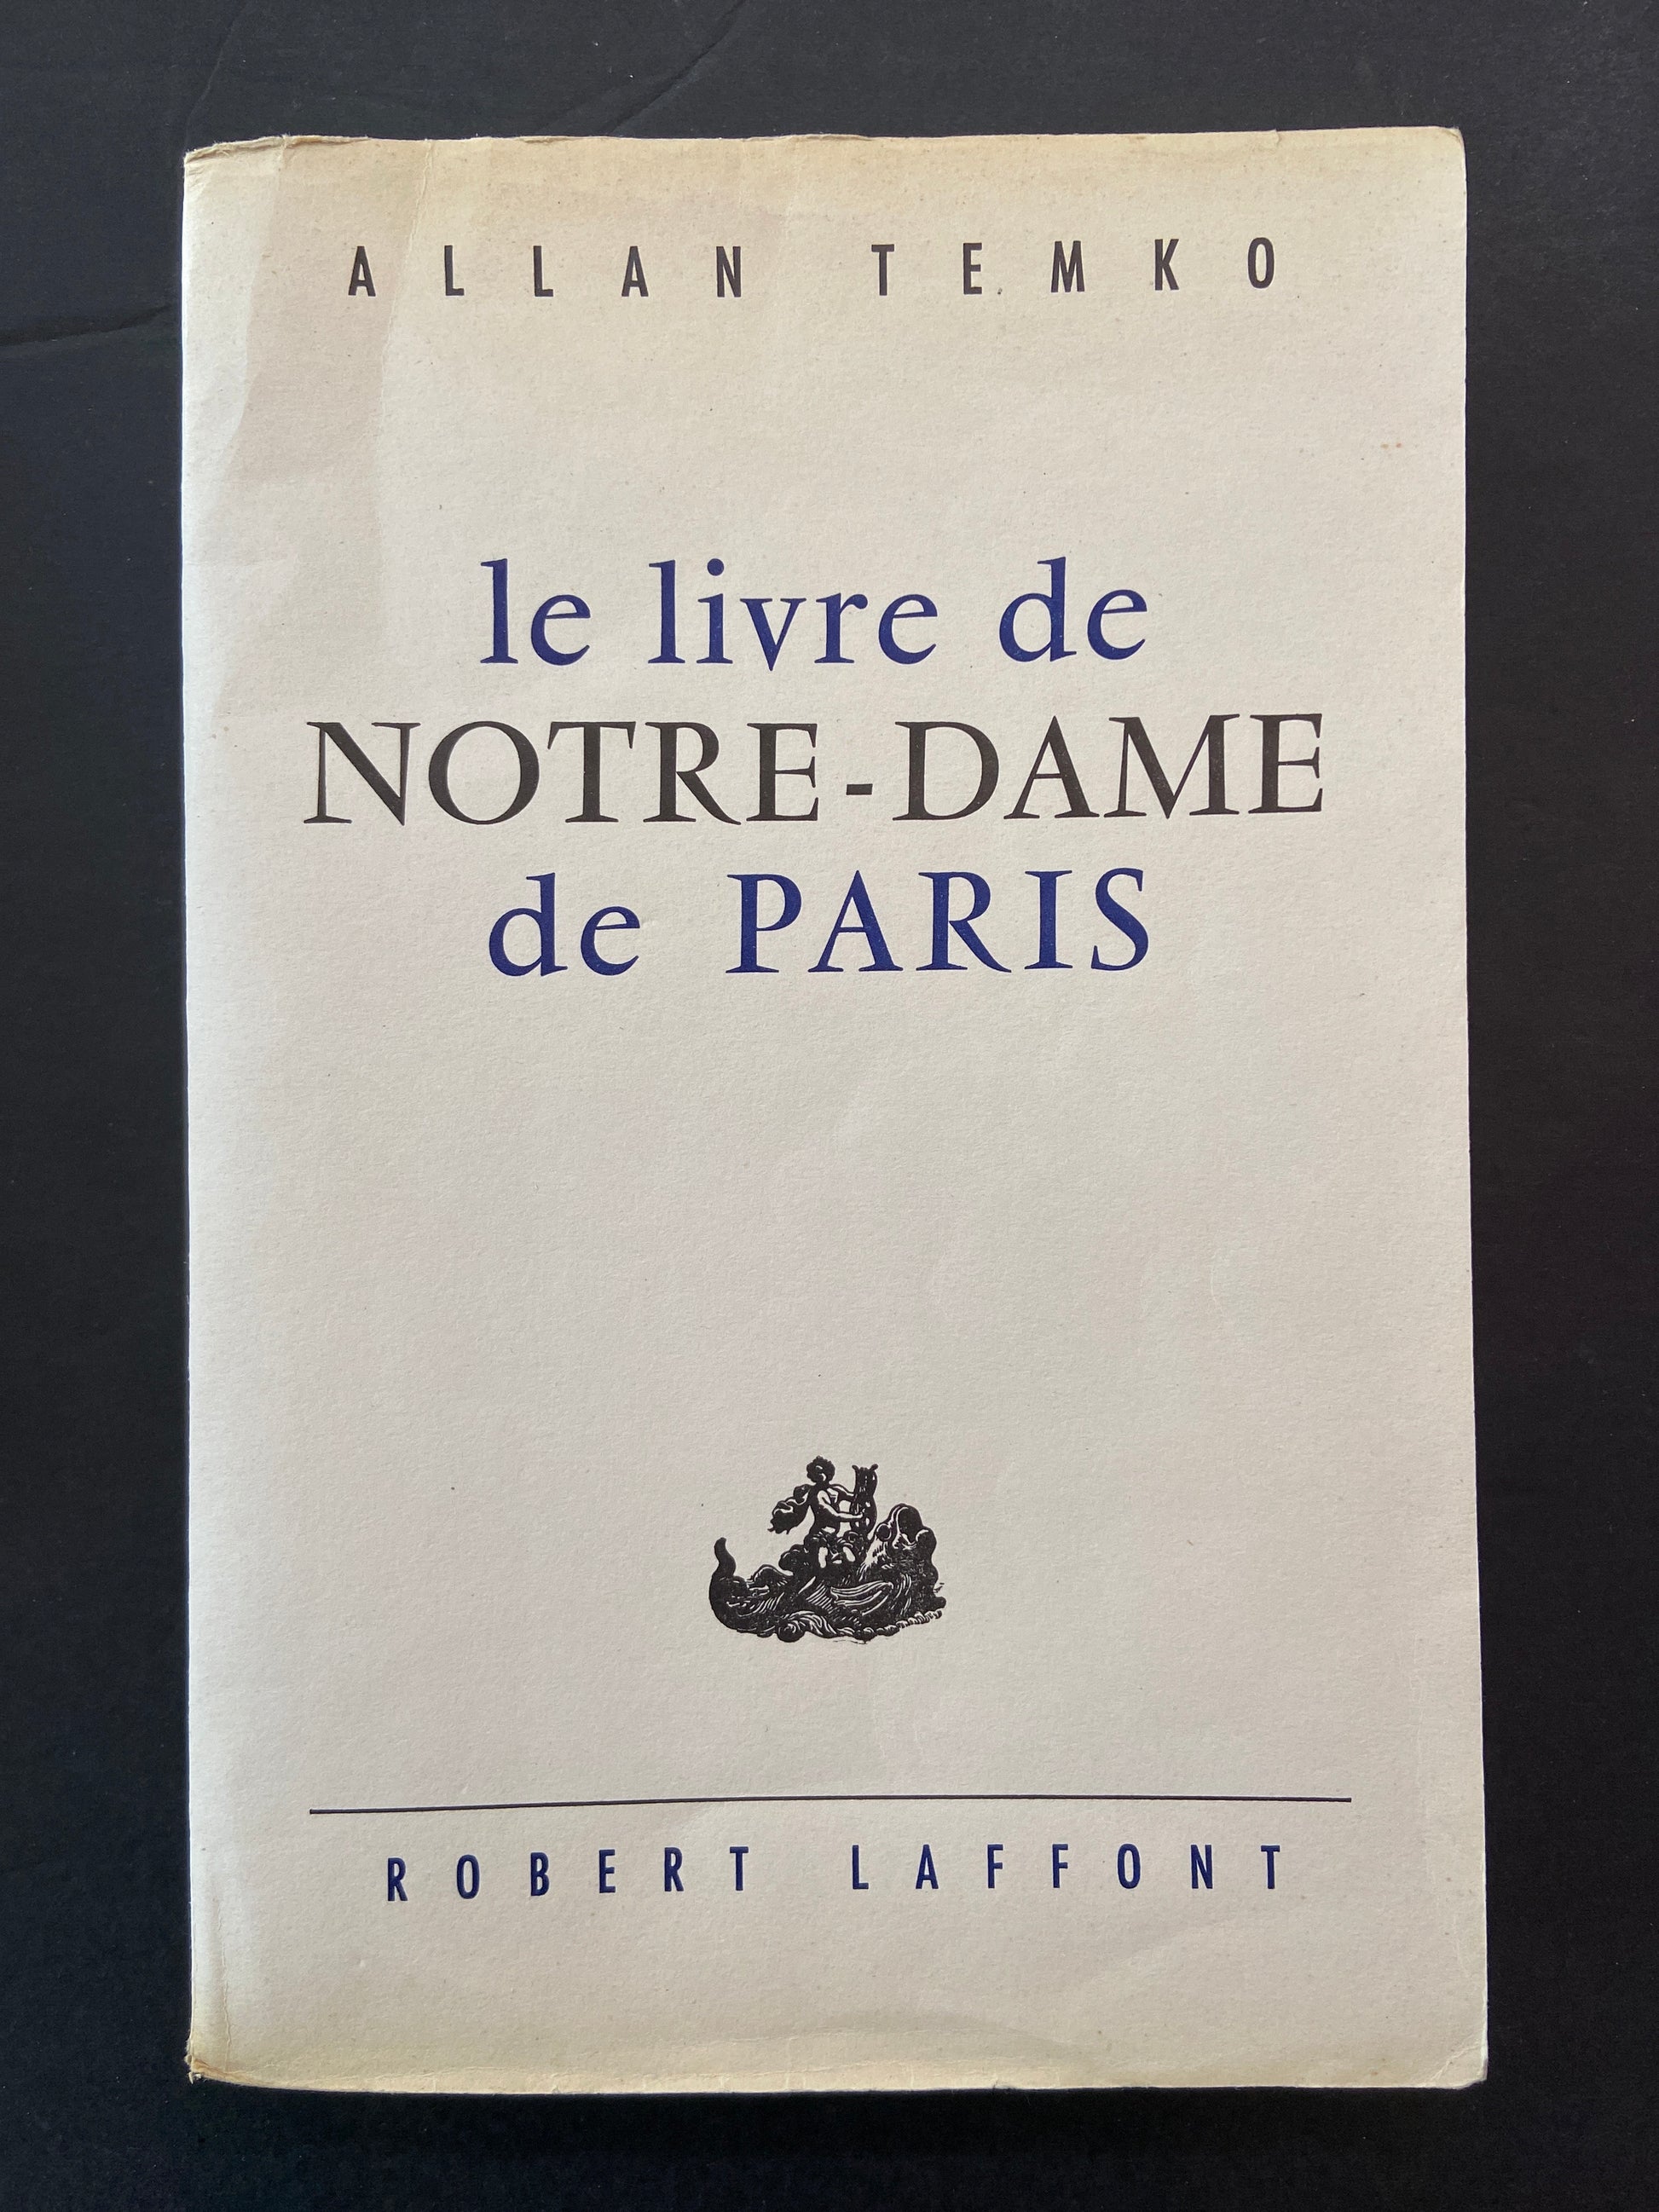 ALLAN TEMKO
le livre de
NOTRE-DAME
de PARIS
ROBERT LAFFONT